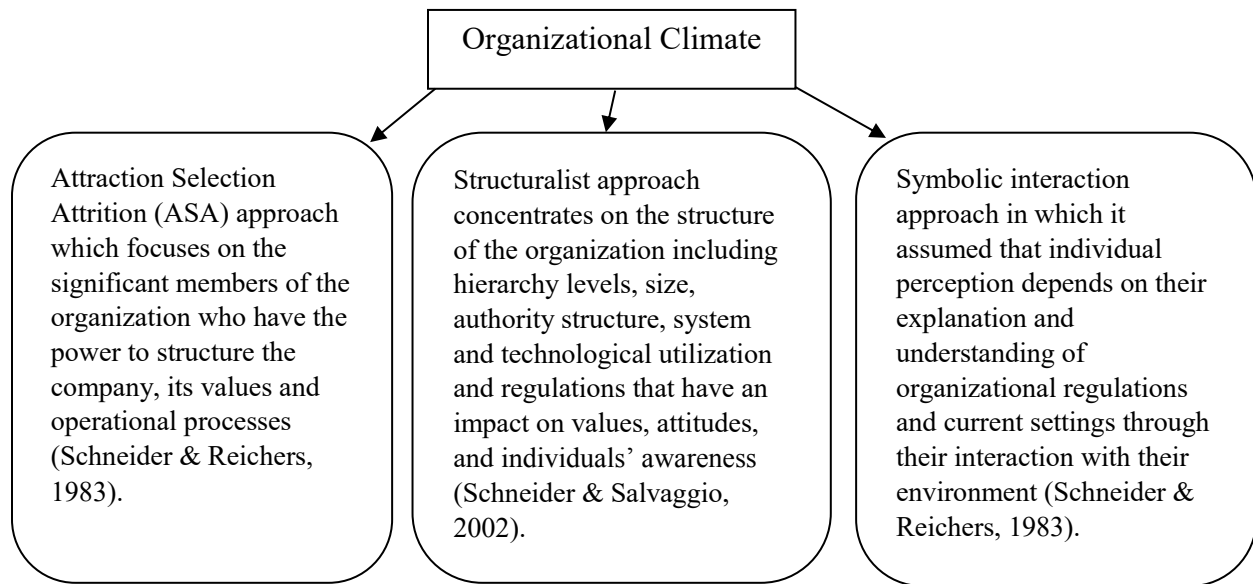 Organizational Climate
Attraction Selection
Attrition (ASA) approach
which focuses on the
significant members of the
organization who have the
power to structure the
company, its values and
operational processes
(Schneider & Reichers,
1983).
Structuralist approach
concentrates on the structure
of the organization including
hierarchy levels, size,
authority structure, system
and technological utilization
and regulations that have an
impact on values, attitudes,
and individuals’ awareness
(Schneider & Salvaggio,
2002).
Symbolic interaction
approach in which it
assumed that individual
perception depends on their
explanation and
understanding of
organizational regulations
and current settings through
their interaction with their
environment (Schneider &
Reichers, 1983).